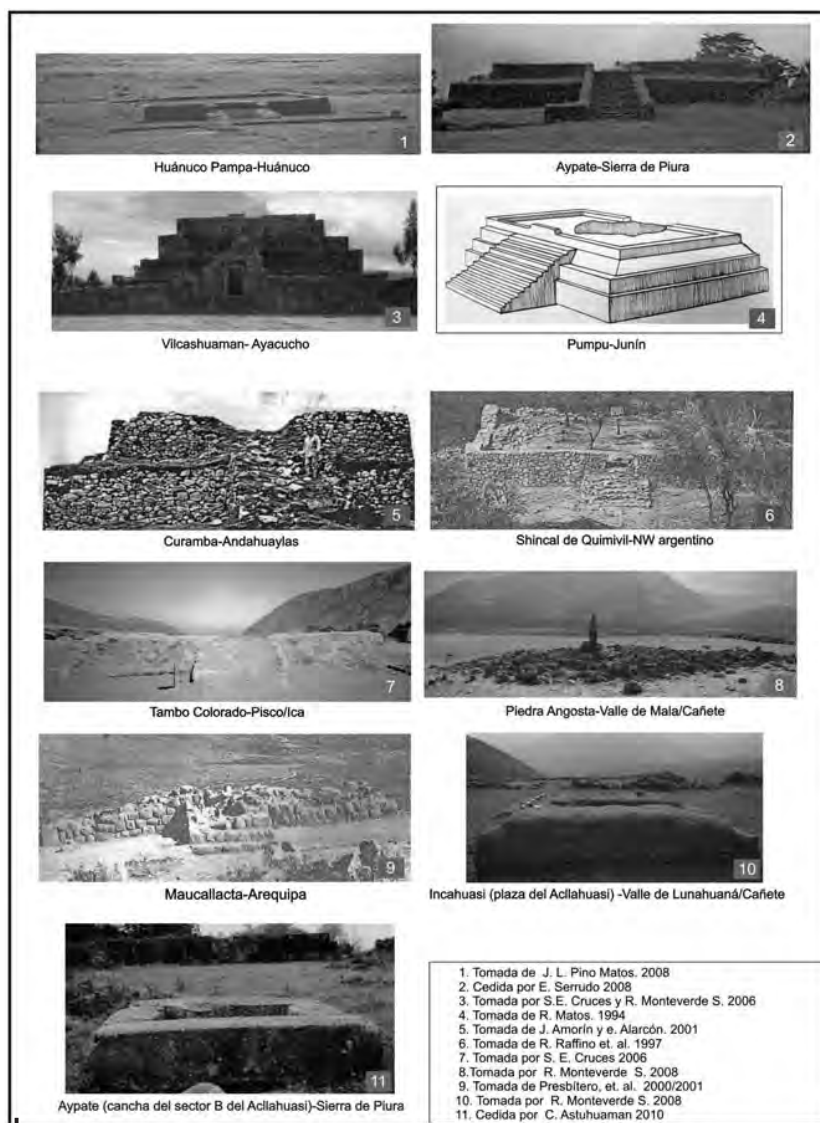 1
2
Huánuco Pampa-Huánuco
Aypate-Sierra de Piura
3
4
Vilcashuaman- Ayacucho
Pumpu-Junín
5
6
Curamba-Andahuaylas
Shincal de Quimivil-NW argentino
7
8
Tambo Colorado-Pisco/Ica
Piedra Angosta-Valle de Mala/Cañete
9
10
Maucallacta-Arequipa
Incahuasi (plaza del Acllahuasi) -Valle de Lunahuaná/Cañete
11
Aypate (cancha del sector B del Acllahuasi)-Sierra de Piura
1. Tomada de J. L. Pino Matos. 2008
2. Cedida por E. Serrudo 2008
3. Tomada por S.E. Cruces y R. Monteverde S. 2006
4. Tomada de R. Matos. 1994
5. Tomada de J. Amorín y e. Alarcón. 2001
6. Tomada de R. Raffino et. al. 1997
7. Tomada por S. E. Cruces 2006
8.Tomada por R. Monteverde S. 2008
9. Tomada de Presbítero, et. al. 2000/2001
10. Tomada por R. Monteverde S. 2008
11. Cedida por C. Astuhuaman 2010